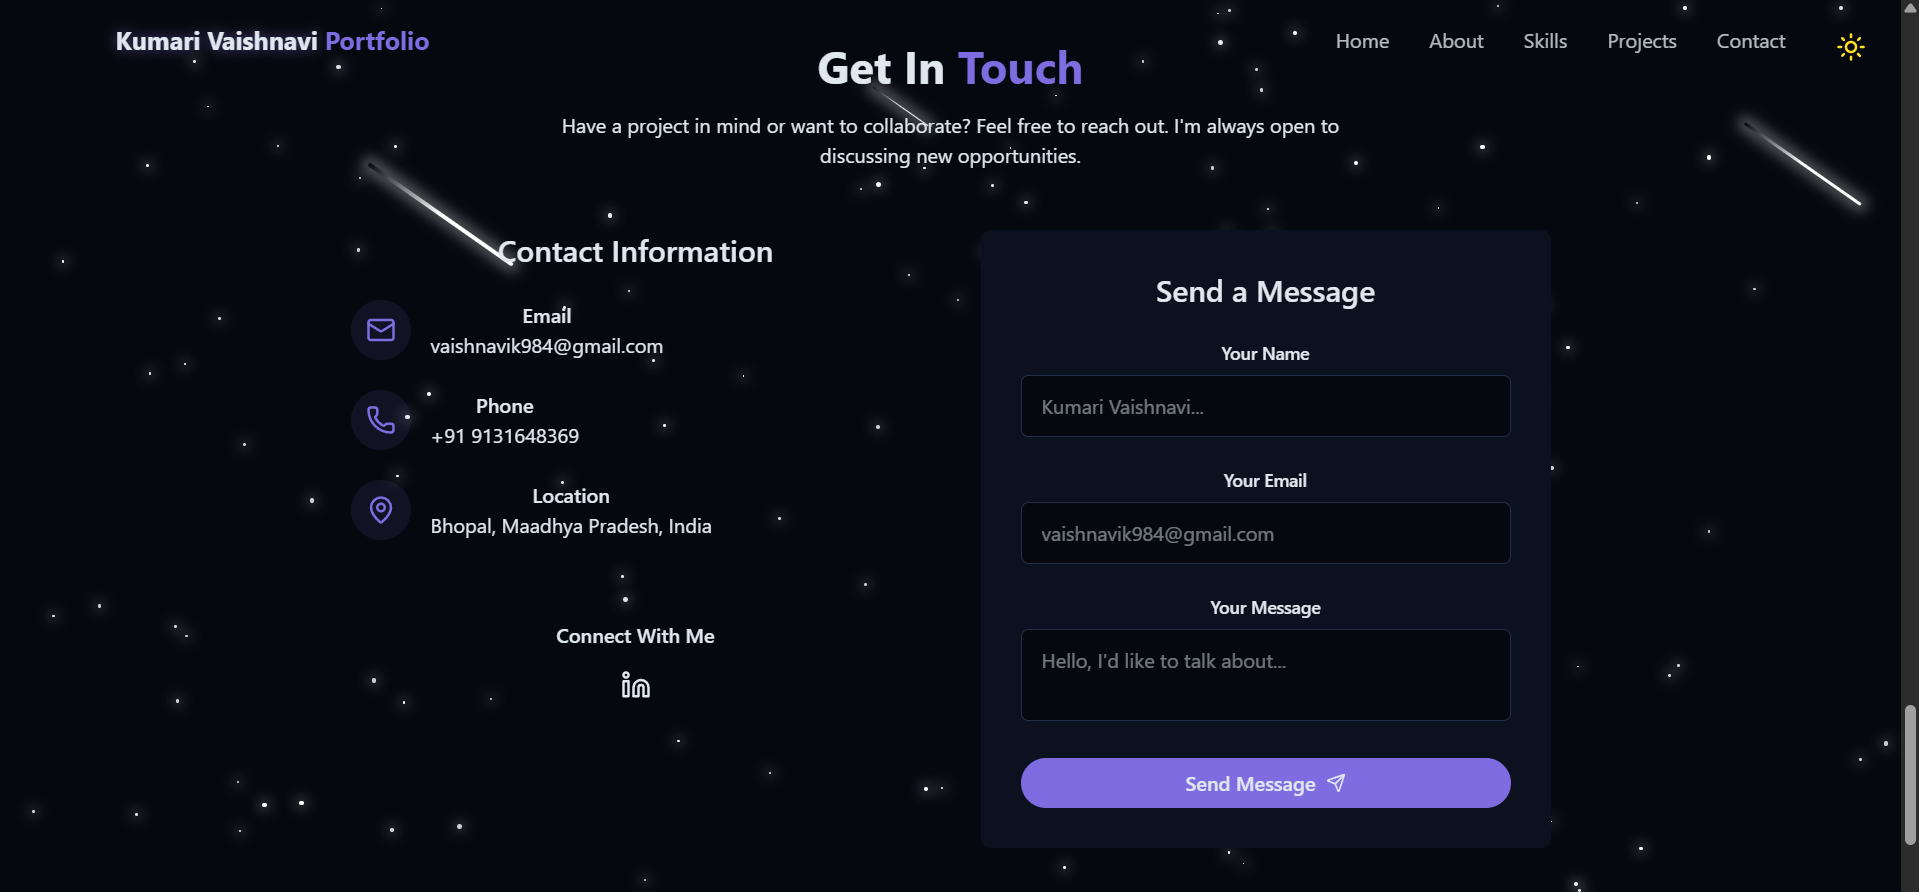 Kumari Vaishnavi Portfolio
Home About Skills Projects Contact
Get In Touch
Have a project in mind or want to collaborate? Feel free to reach out. I'm always open to
discussing new opportunities.
Contact Information
Email
vaishnavik984@gmail.com
Phone
+91 9131648369
Location
Bhopal, Maadhya Pradesh, India
Connect With Me
in
Send a Message
Your Name
Kumari Vaishnavi...
Your Email
vaishnavik984@gmail.com
Your Message
Hello, I'd like to talk about...
Send Message